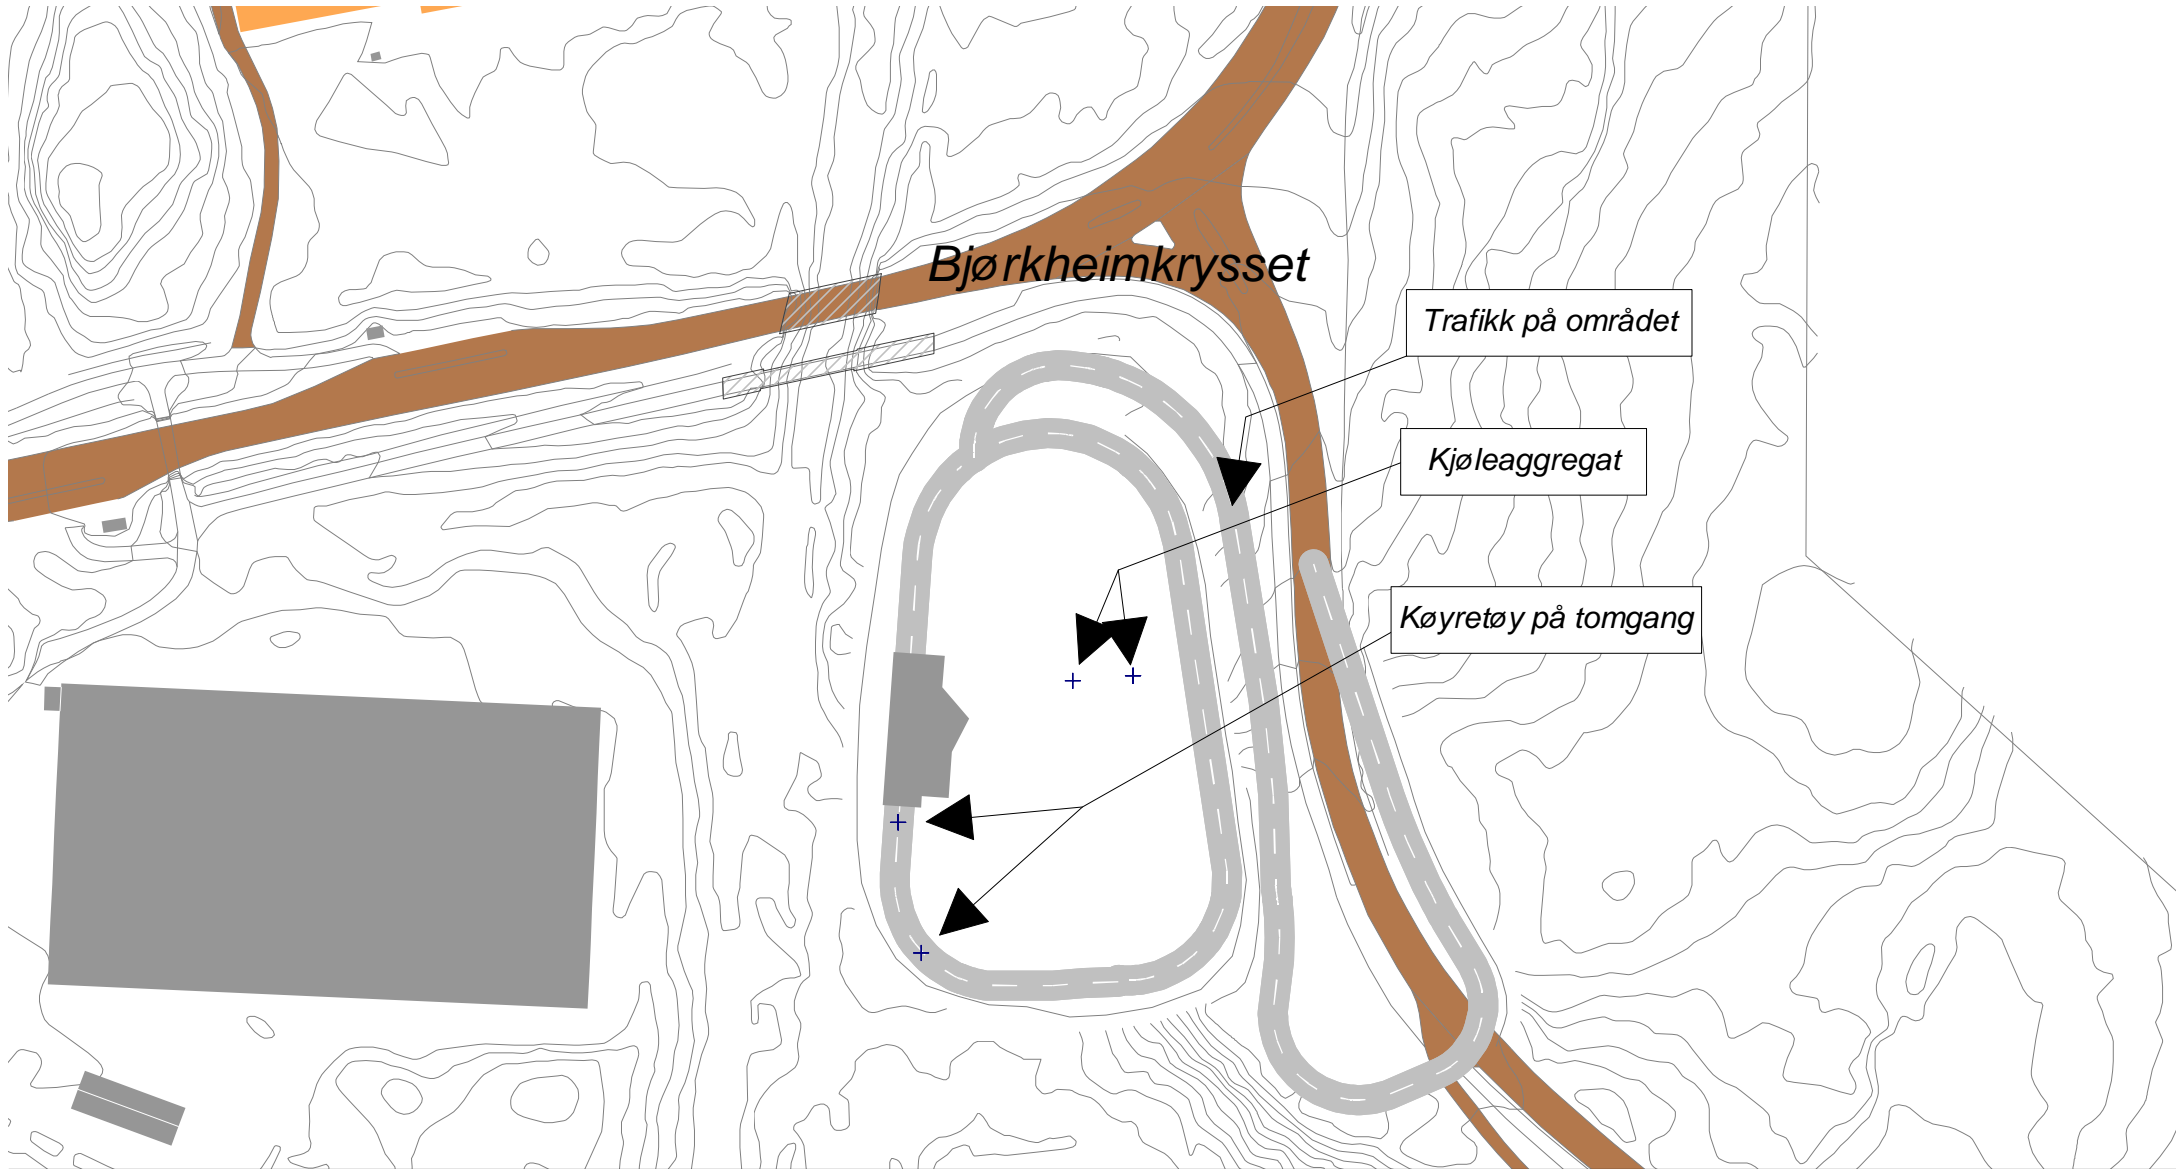 Bjørkheimkrysset
Trafikk på området
Kjøleaggregat
Køyretøy på tomgang